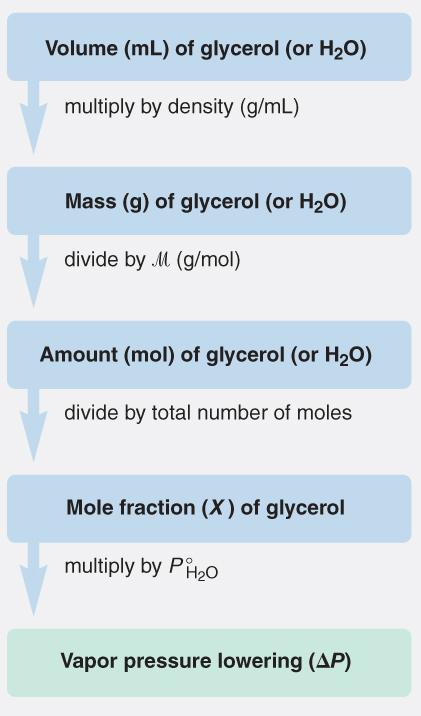 Volume (mL) of glycerol (or H₂O)
multiply by density (g/mL)
Mass (g) of glycerol (or H₂O)
divide by ℳ (g/mol)
Amount (mol) of glycerol (or H₂O)
divide by total number of moles
Mole fraction (X) of glycerol
multiply by P°H₂O
Vapor pressure lowering (ΔP)